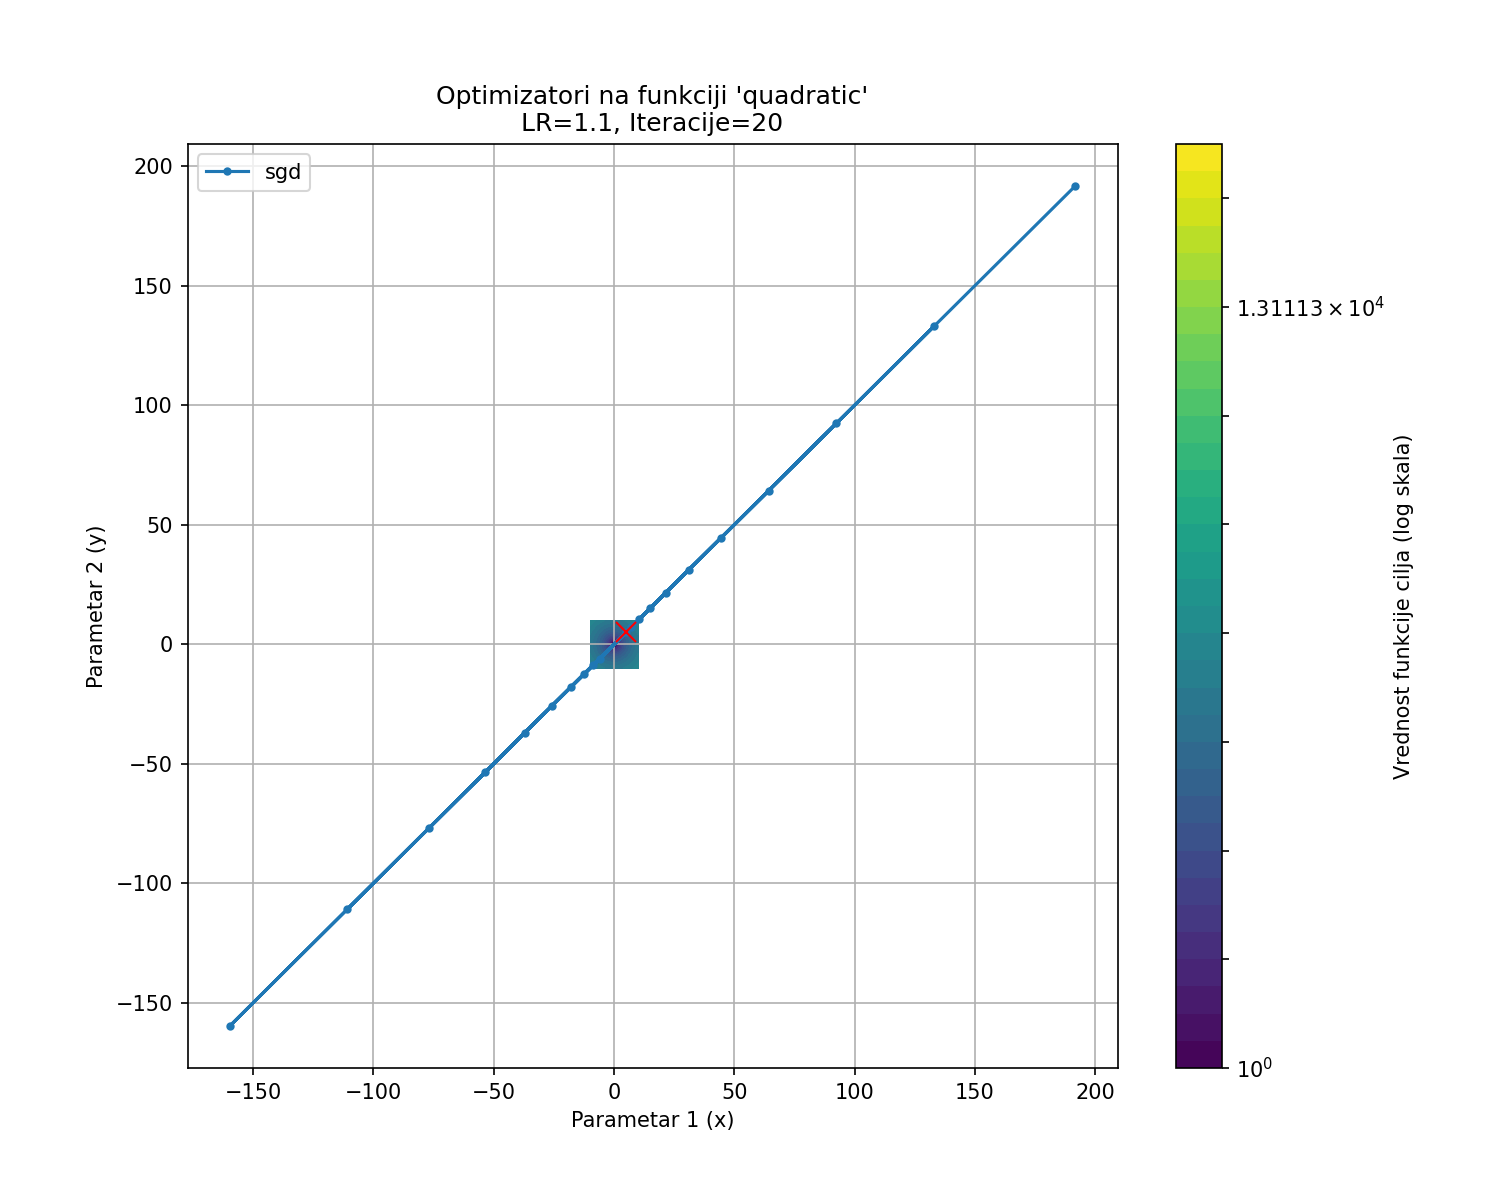 Optimizatori na funkciji 'quadratic'
LR=1.1, Iteracije=20
sgd
200
150
100
50
0
−50
−100
−150
Parametar 2 (y)
−150 −100 −50 0 50 100 150 200
Parametar 1 (x)
1.31113 × 10⁴
10⁰
Vrednost funkcije cilja (log skala)